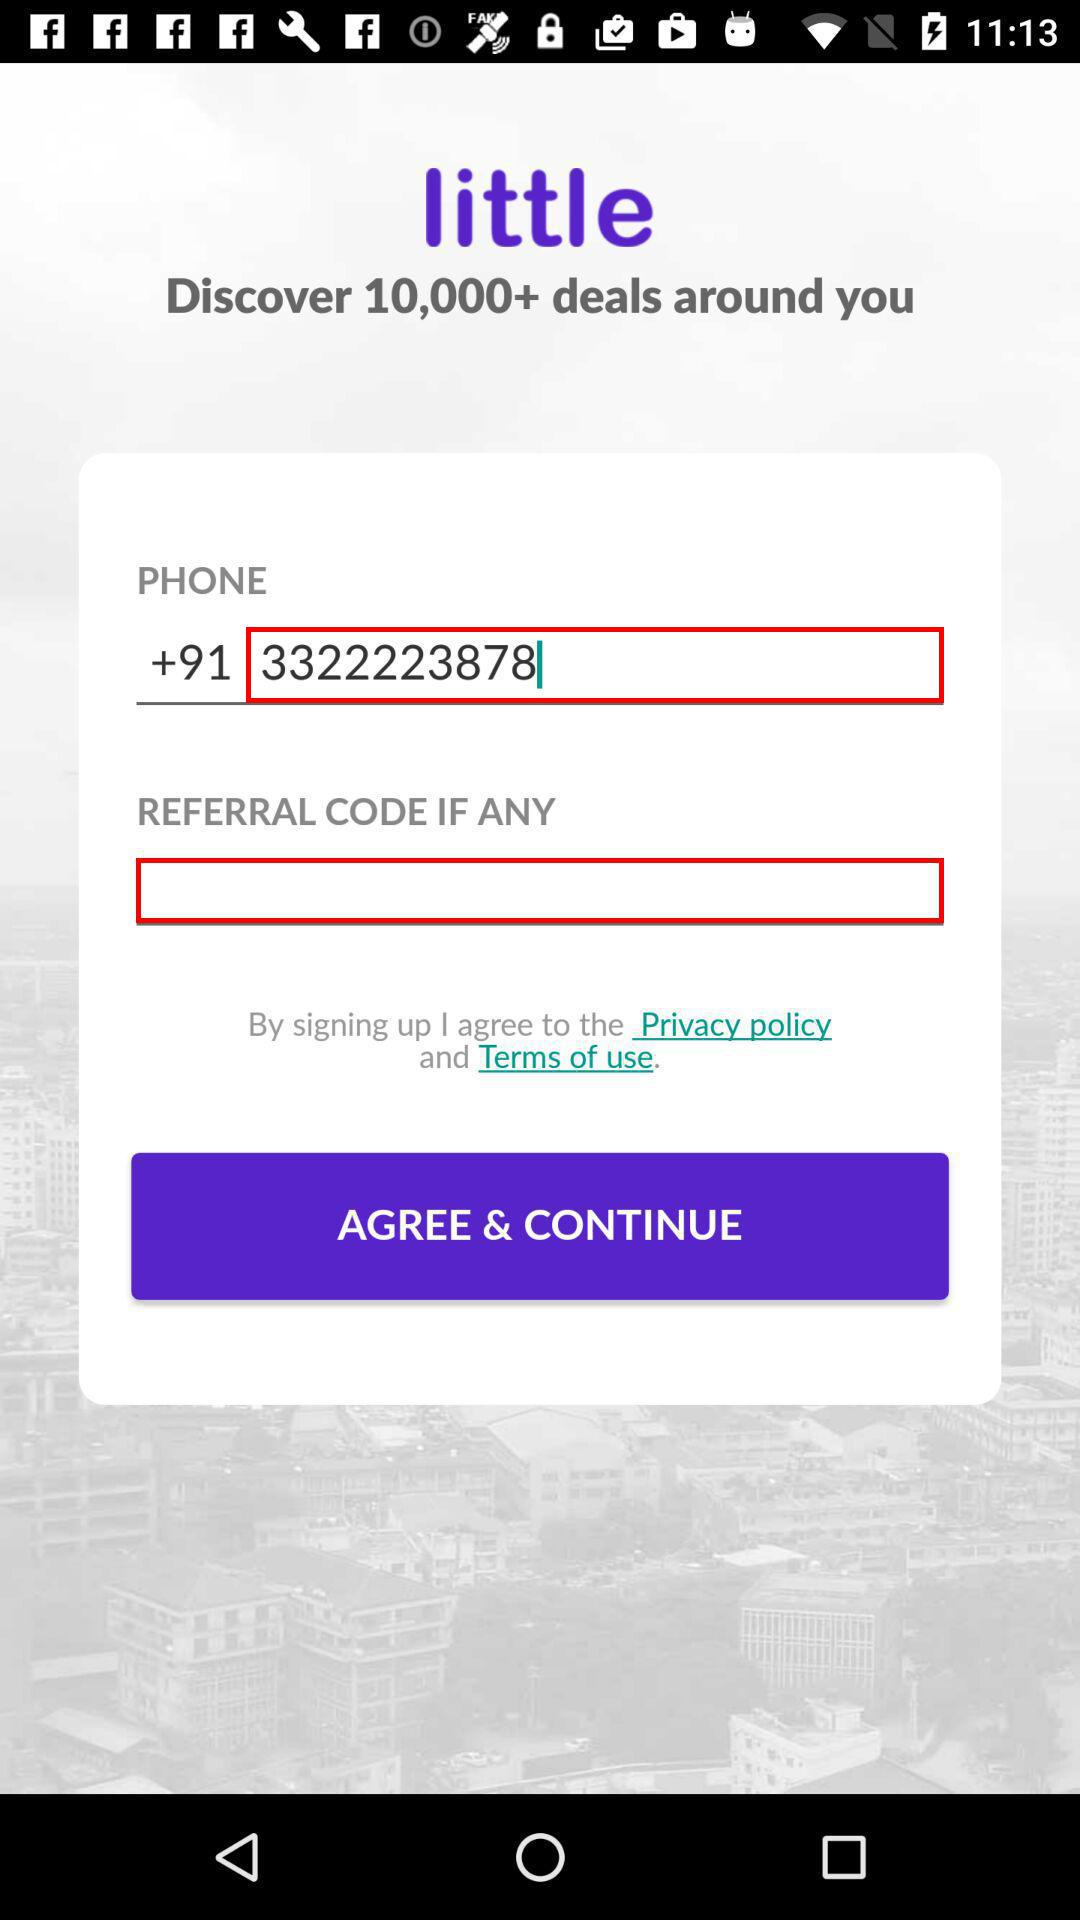 FAKE
11:13
little
Discover 10,000+ deals around you
PHONE
+91 3322223878
REFERRAL CODE IF ANY
By signing up I agree to the Privacy policy
and Terms of use.
AGREE & CONTINUE